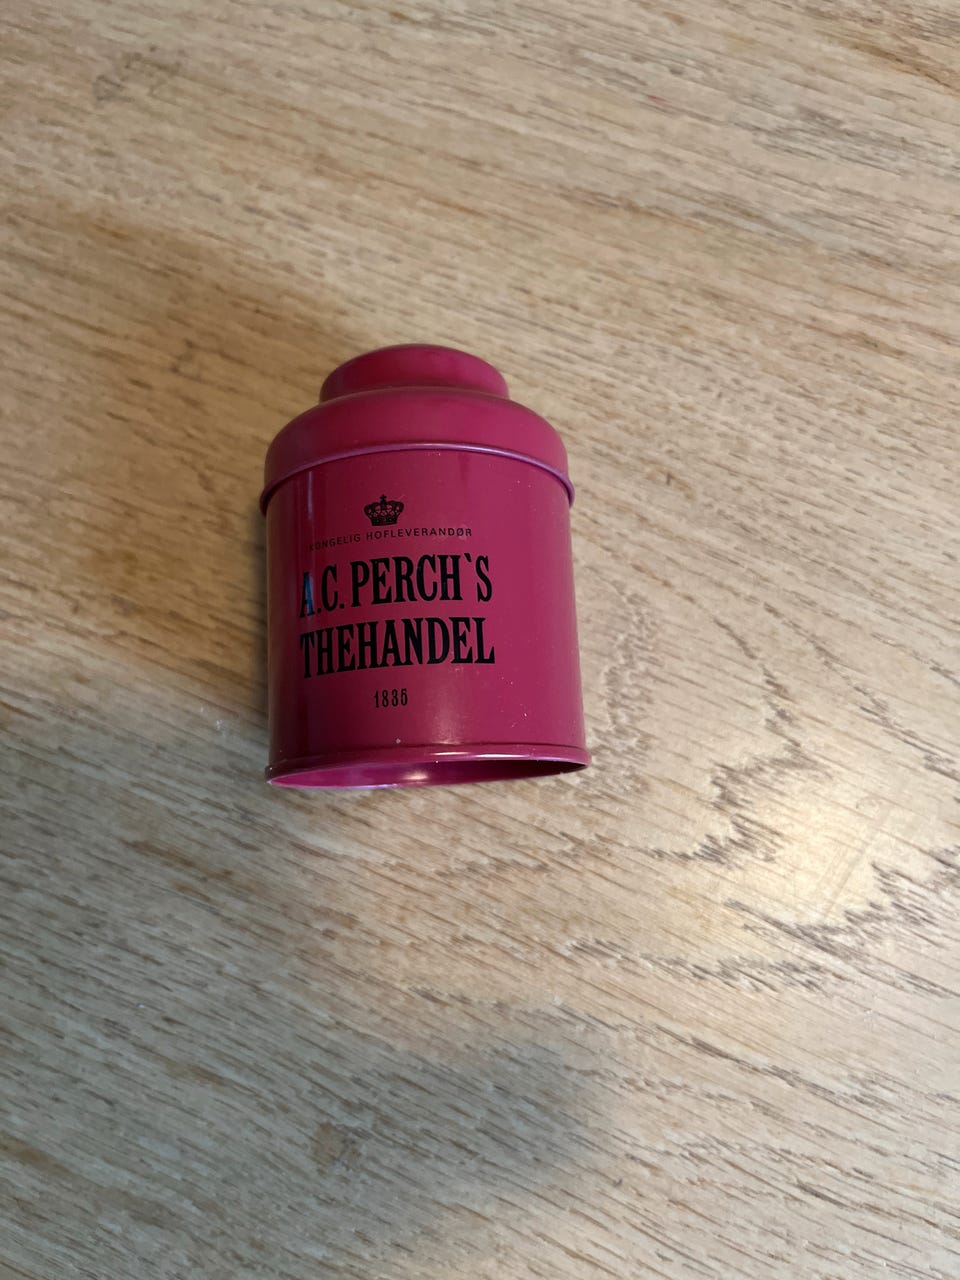 KONGELIG HOFLEVERANDØR
A.C. PERCH`S
THEHANDEL
1835